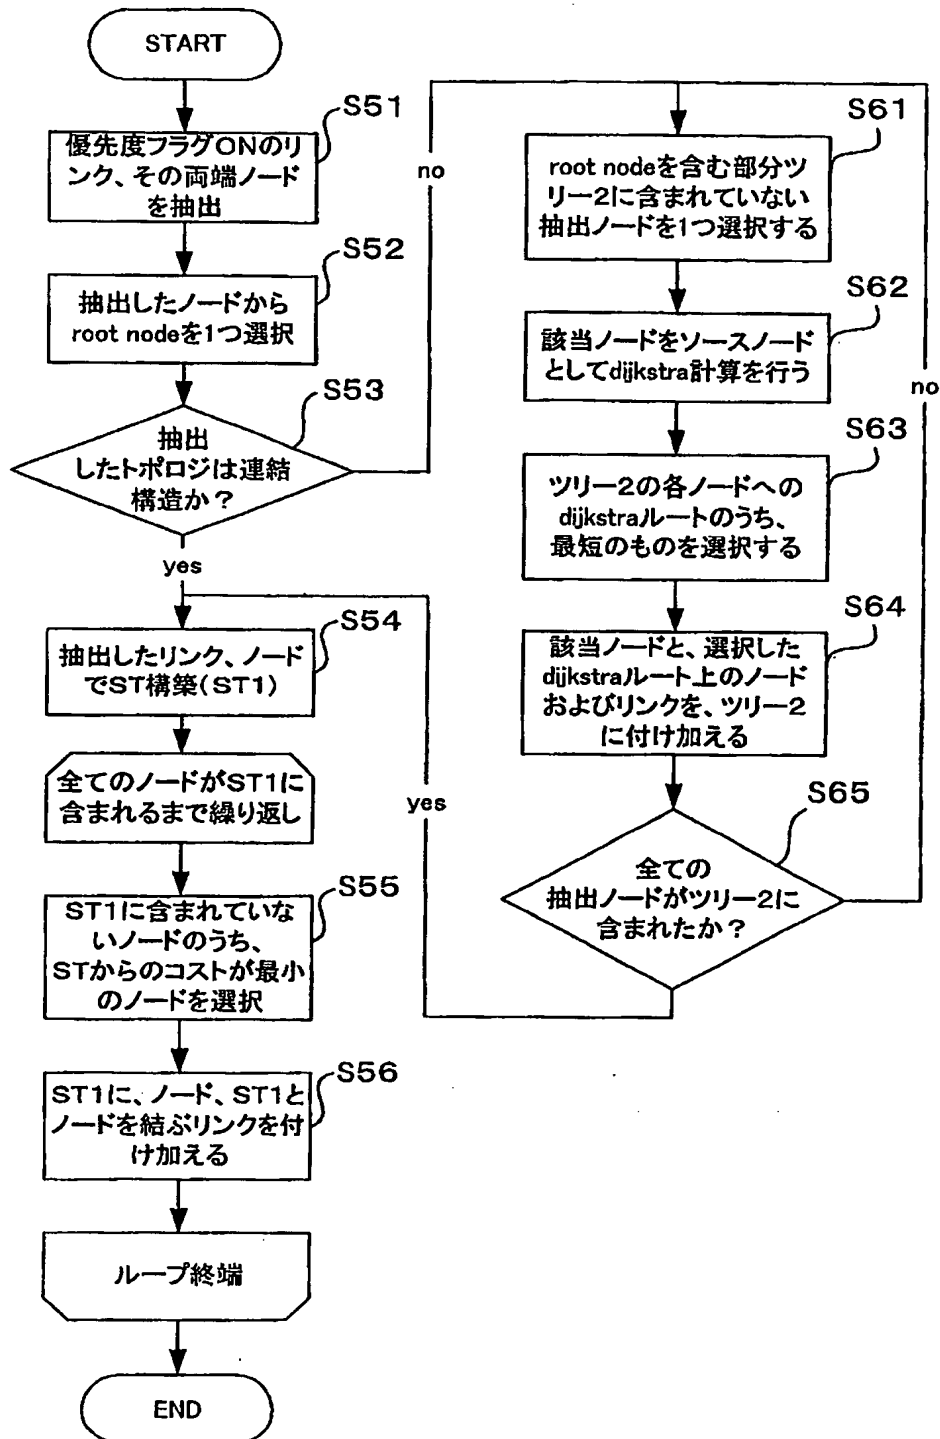 START
S51
優先度フラグONのリ
ンク、その両端ノード
を抽出
S52
抽出したノードから
root nodeを1つ選択
S53
抽出
したトポロジは連結
構造か?
no
yes
S54
抽出したリンク、ノード
でST構築(ST1)
全てのノードがST1に
含まれるまで繰り返し
S55
ST1に含まれていな
いノードのうち、
STからのコストが最小
のノードを選択
S56
ST1に、ノード、ST1と
ノードを結ぶリンクを付
け加える
ループ終端
END
S61
root nodeを含む部分ツ
リー2に含まれていない
抽出ノードを1つ選択する
S62
該当ノードをソースノード
としてdijkstra計算を行う
S63
ツリー2の各ノードへの
dijkstraルートのうち、
最短のものを選択する
S64
該当ノードと、選択した
dijkstraルート上のノード
およびリンクを、ツリー2
に付け加える
S65
全ての
抽出ノードがツリー2に
含まれたか?
yes
no